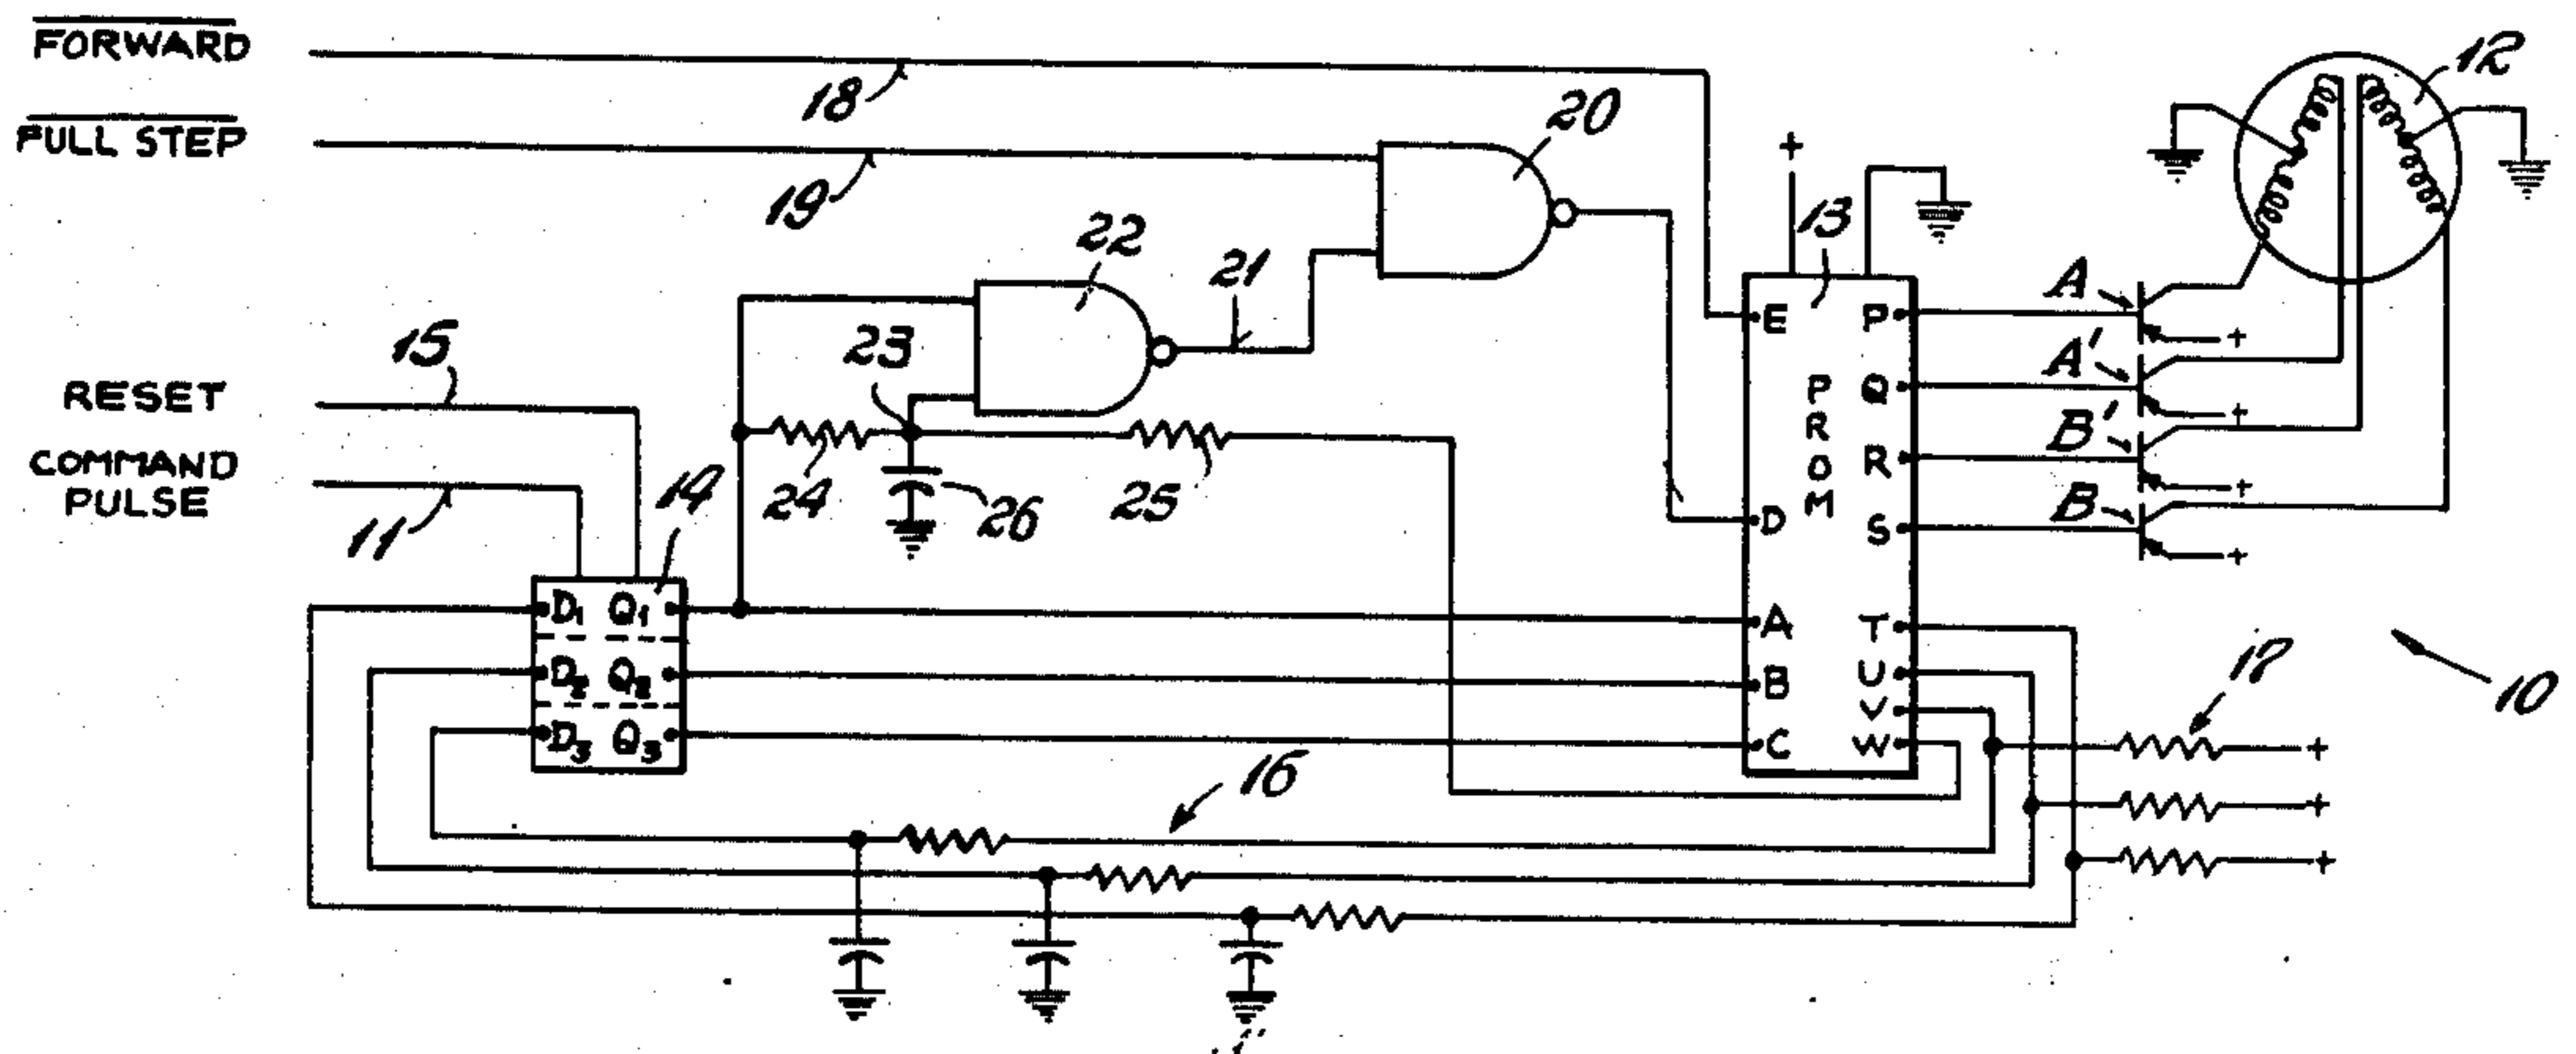 FORWARD
FULL STEP
RESET
COMMAND
PULSE
18
19
20
12
22
21
13
15
23
24
26
25
11
14
D1 Q1
D2 Q2
D3 Q3
+
E P
D Q
A R
B S
C T
U
V
W
PROM
A
A'
B'
B
+
+
+
+
16
17
10
+
+
+